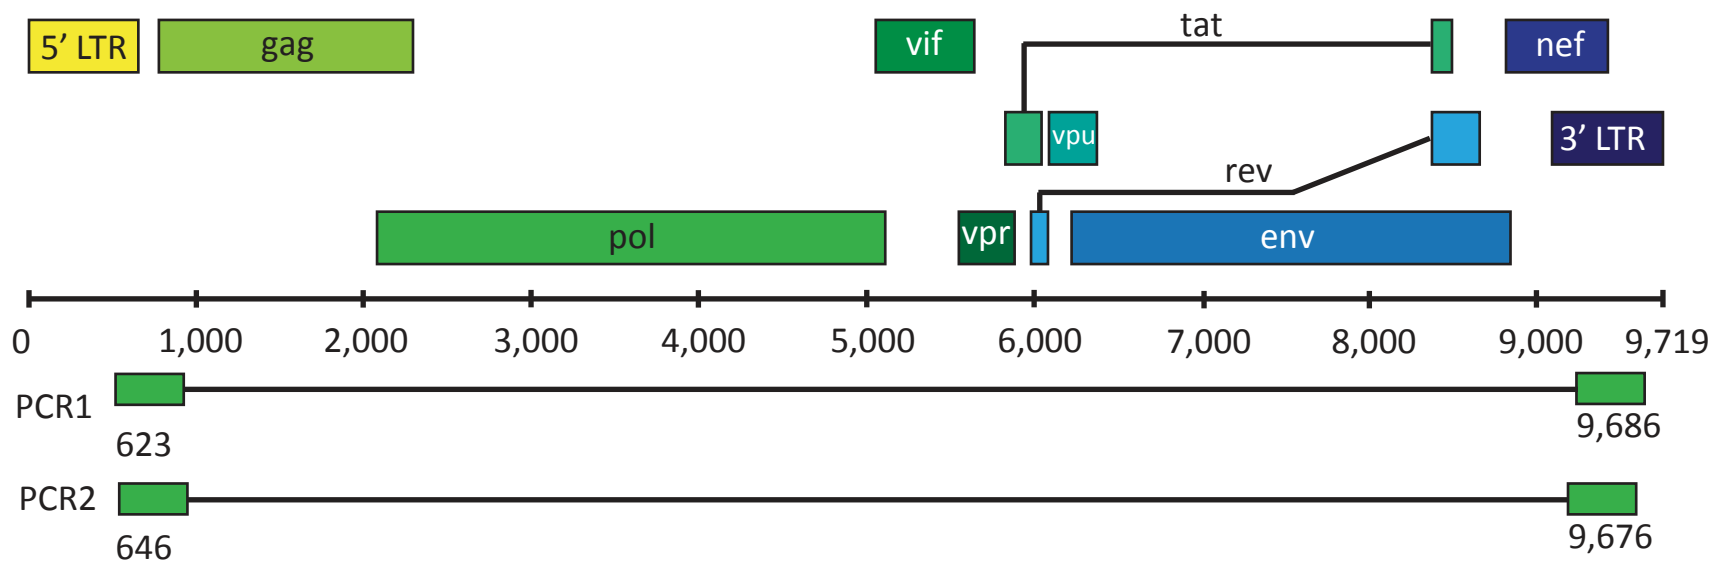 5’ LTR gag vif tat nef
vpu 3’ LTR
rev
pol vpr env
0 1,000 2,000 3,000 4,000 5,000 6,000 7,000 8,000 9,000 9,719
PCR1
623 9,686
PCR2
646 9,676